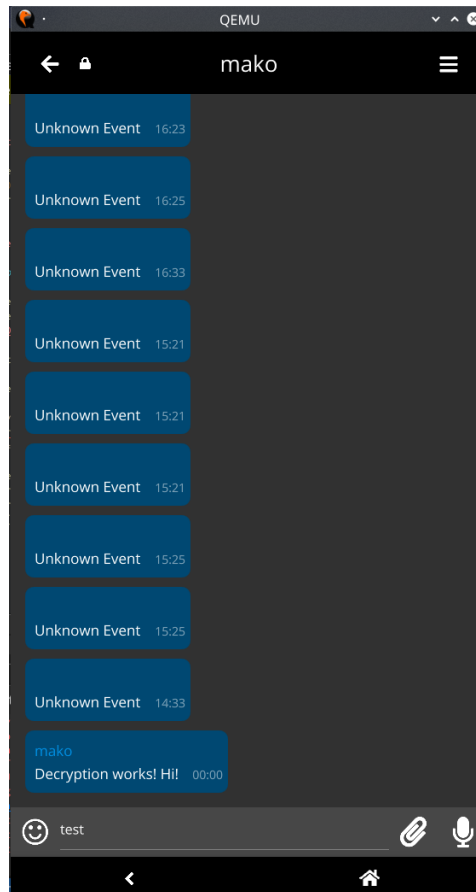 QEMU
mako
Unknown Event 16:23
Unknown Event 16:25
Unknown Event 16:33
Unknown Event 15:21
Unknown Event 15:21
Unknown Event 15:21
Unknown Event 15:25
Unknown Event 15:25
Unknown Event 14:33
mako
Decryption works! Hi! 00:00
test